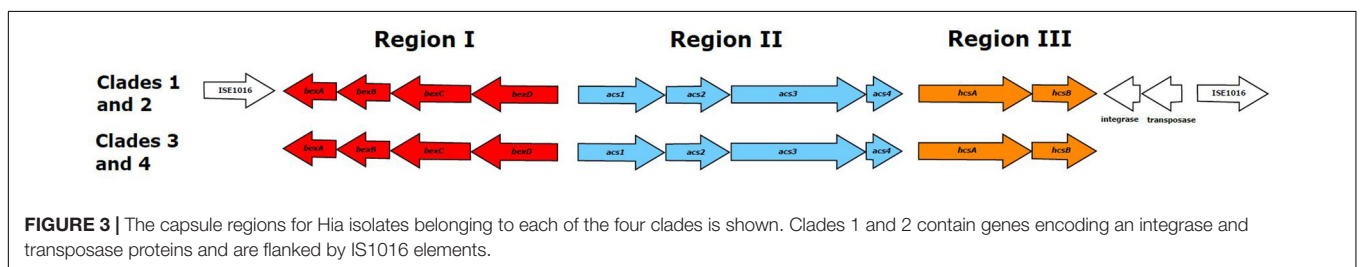 Region I Region II Region III
Clades 1 and 2
ISE1016 bexA bexB bexC bexD acs1 acs2 acs3 acs4 hcsA hcsB ISE1016
integrase transposase
Clades 3 and 4
bexA bexB bexC bexD acs1 acs2 acs3 acs4 hcsA hcsB
FIGURE 3 | The capsule regions for Hia isolates belonging to each of the four clades is shown. Clades 1 and 2 contain genes encoding an integrase and
transposase proteins and are flanked by IS1016 elements.